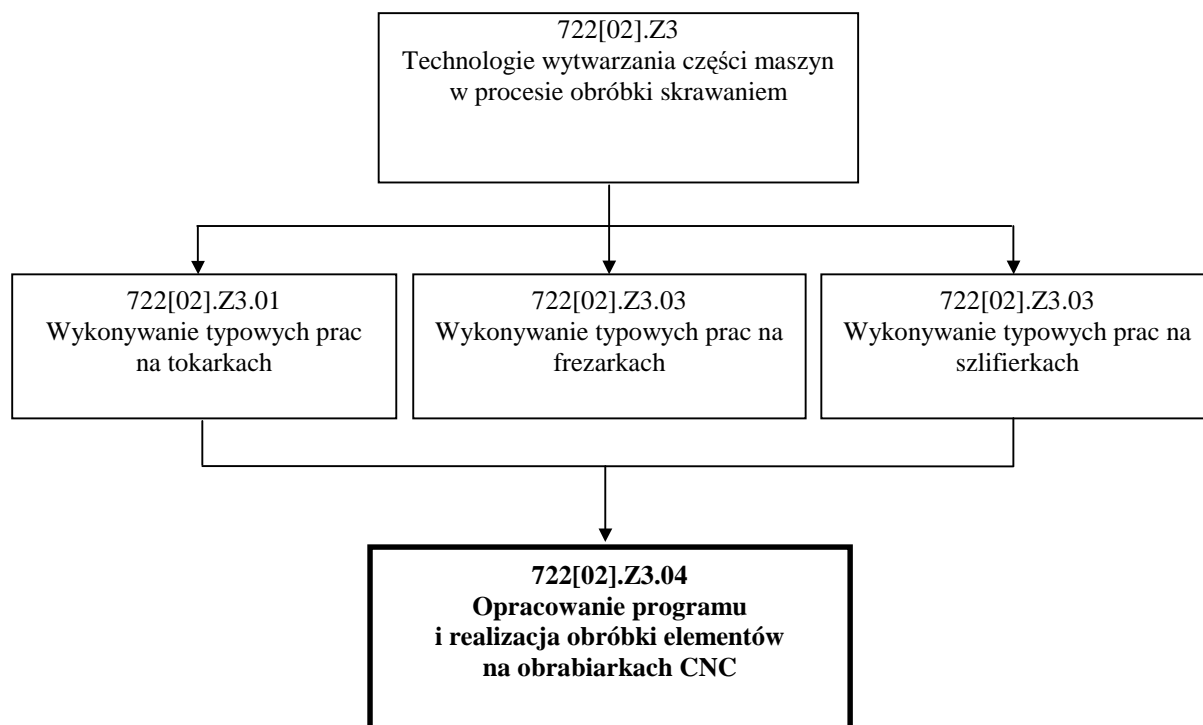 722[02].Z3
Technologie wytwarzania części maszyn
w procesie obróbki skrawaniem
722[02].Z3.01
Wykonywanie typowych prac
na tokarkach
722[02].Z3.03
Wykonywanie typowych prac na
frezarkach
722[02].Z3.03
Wykonywanie typowych prac na
szlifierkach
722[02].Z3.04
Opracowanie programu
i realizacja obróbki elementów
na obrabiarkach CNC